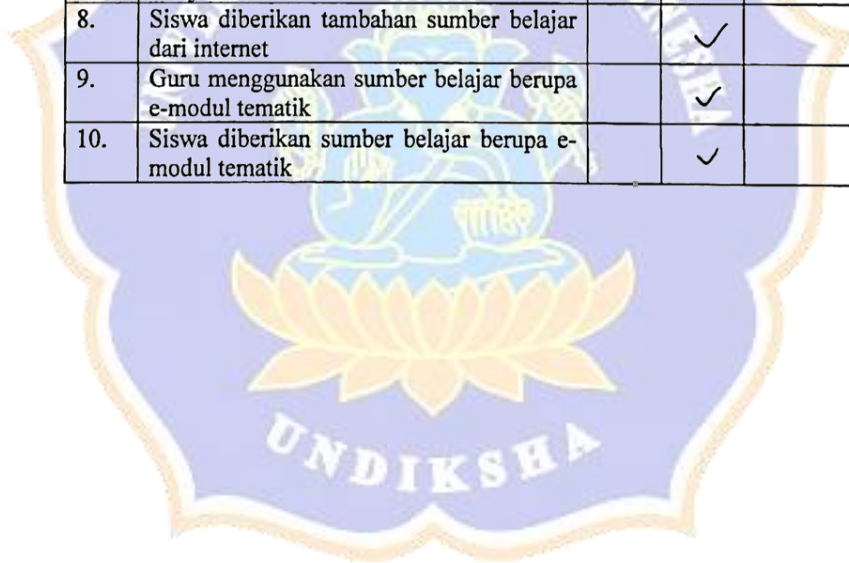 8. Siswa diberikan tambahan sumber belajar ✓
dari internet
9. Guru menggunakan sumber belajar berupa ✓
e-modul tematik
10. Siswa diberikan sumber belajar berupa e- ✓
modul tematik
UNDIKSHA